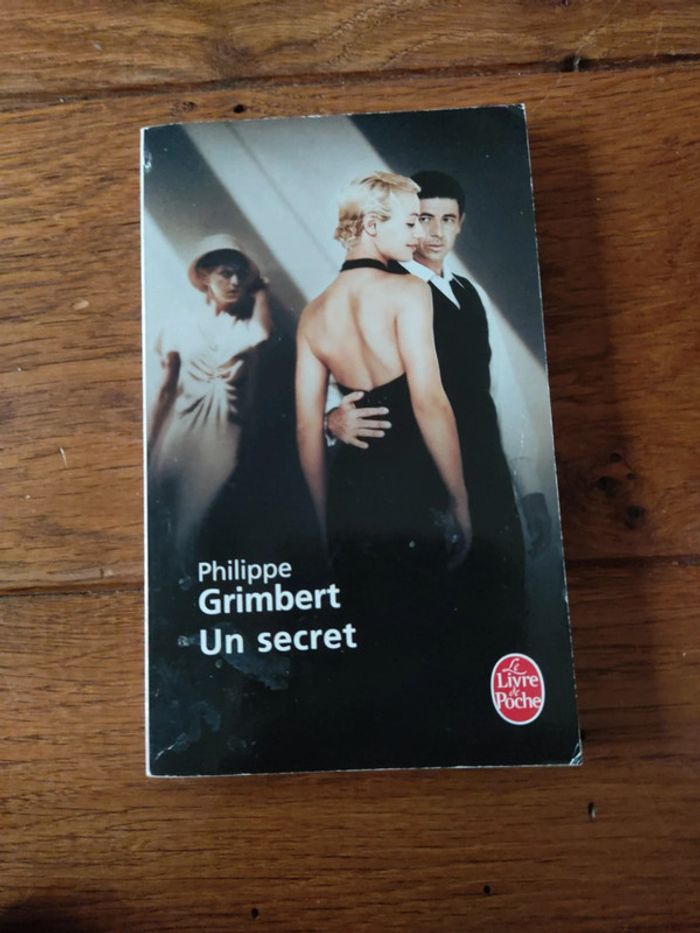 Philippe
Grimbert
Un secret
Le
Livre
de
Poche